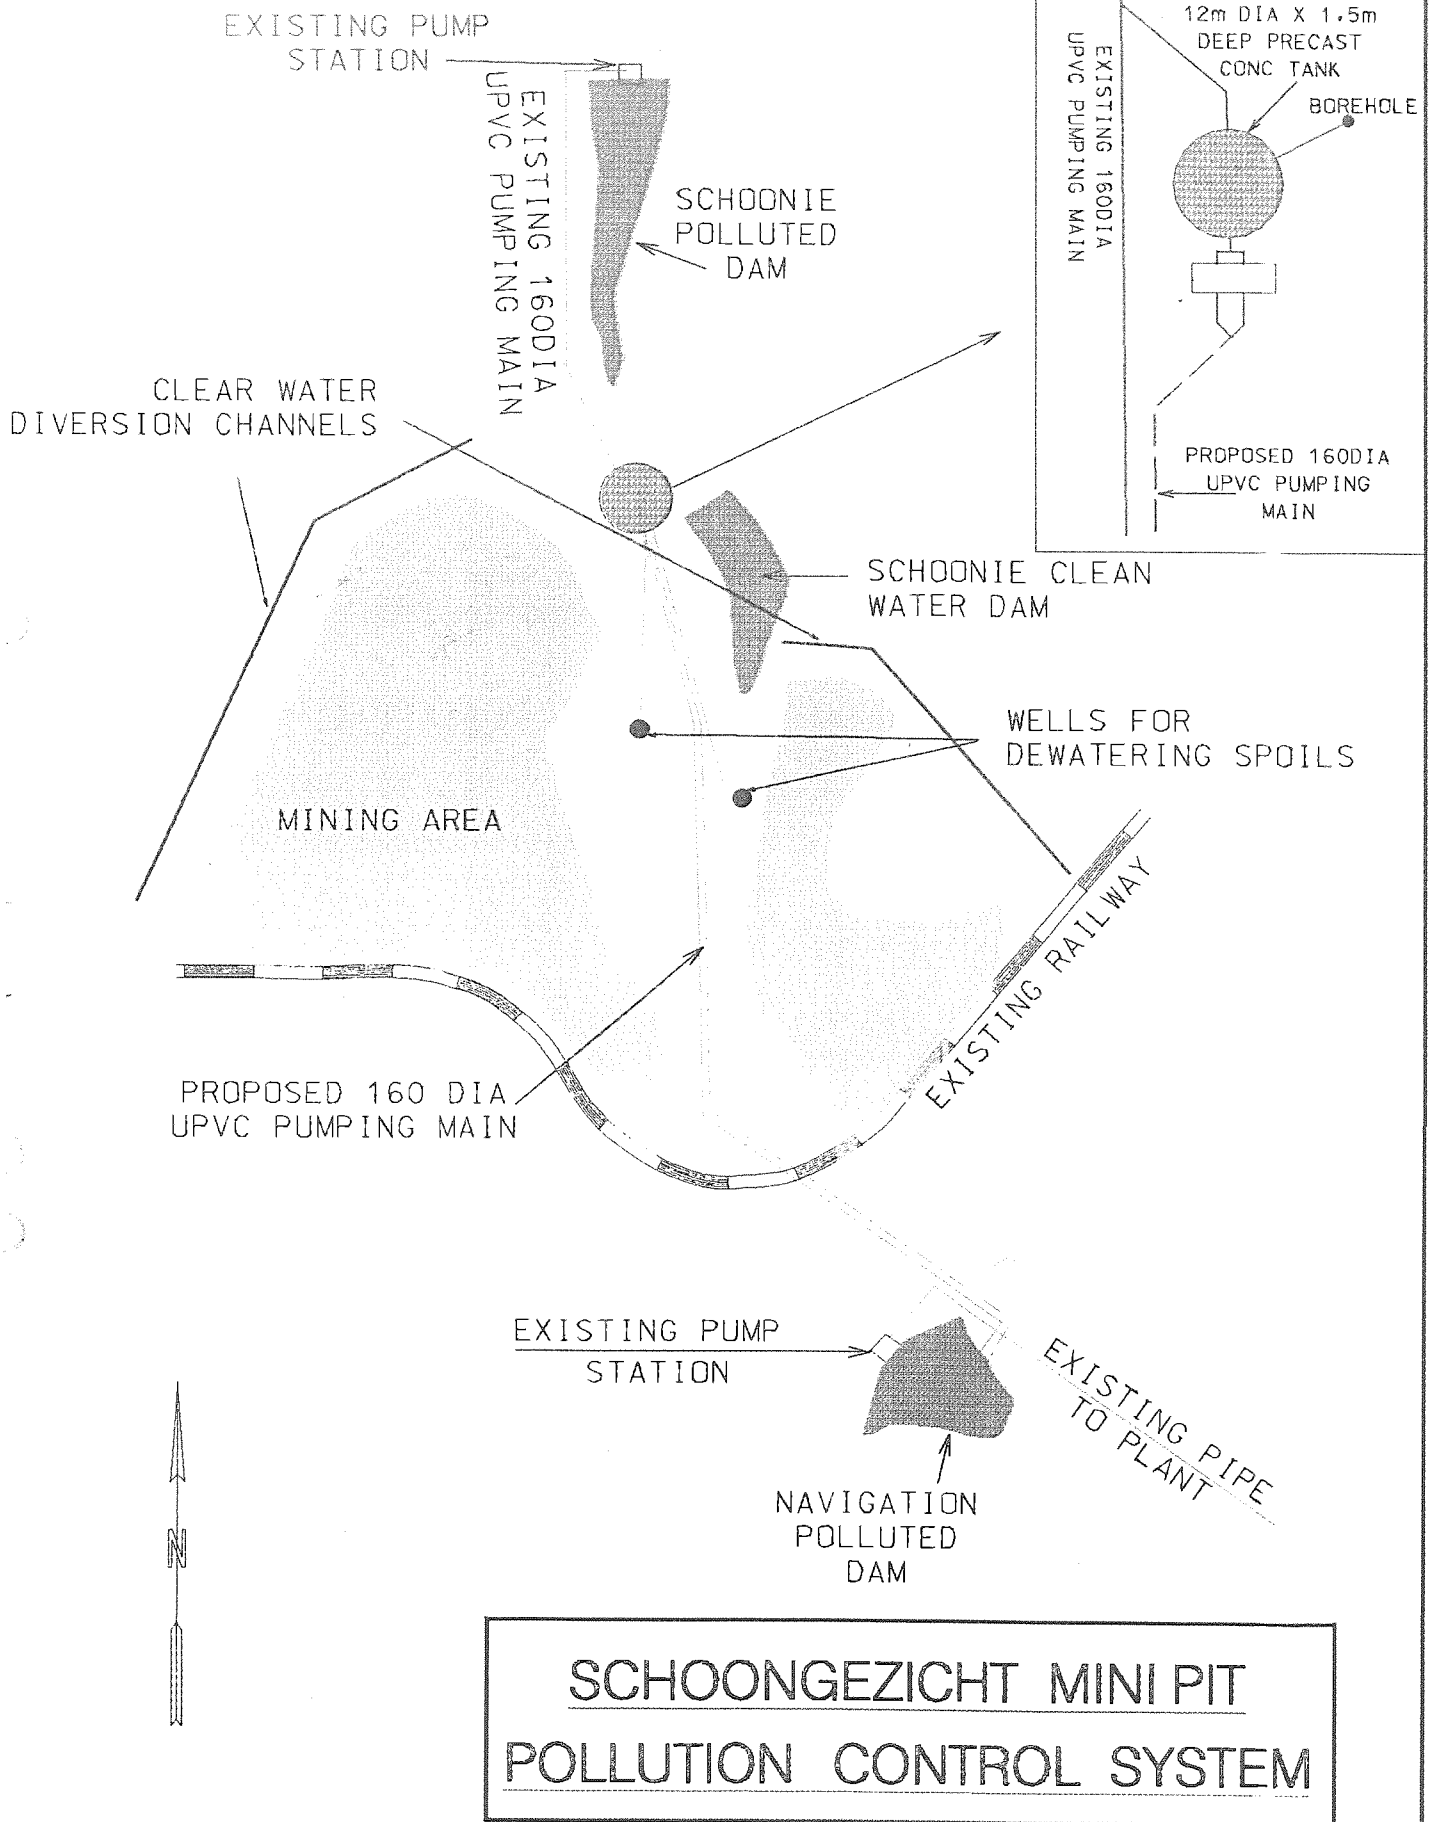 EXISTING PUMP
STATION
EXISTING 160DIA
UPVC PUMPING MAIN
SCHOONIE
POLLUTED
DAM
12m DIA X 1.5m
DEEP PRECAST
CONC TANK
BOREHOLE
EXISTING 160DIA
UPVC PUMPING MAIN
PROPOSED 160DIA
UPVC PUMPING
MAIN
CLEAR WATER
DIVERSION CHANNELS
SCHOONIE CLEAN
WATER DAM
WELLS FOR
DEWATERING SPOILS
MINING AREA
EXISTING RAILWAY
PROPOSED 160 DIA
UPVC PUMPING MAIN
EXISTING PUMP
STATION
EXISTING PIPE
TO PLANT
NAVIGATION
POLLUTED
DAM
N
SCHOONGEZICHT MINI PIT
POLLUTION CONTROL SYSTEM